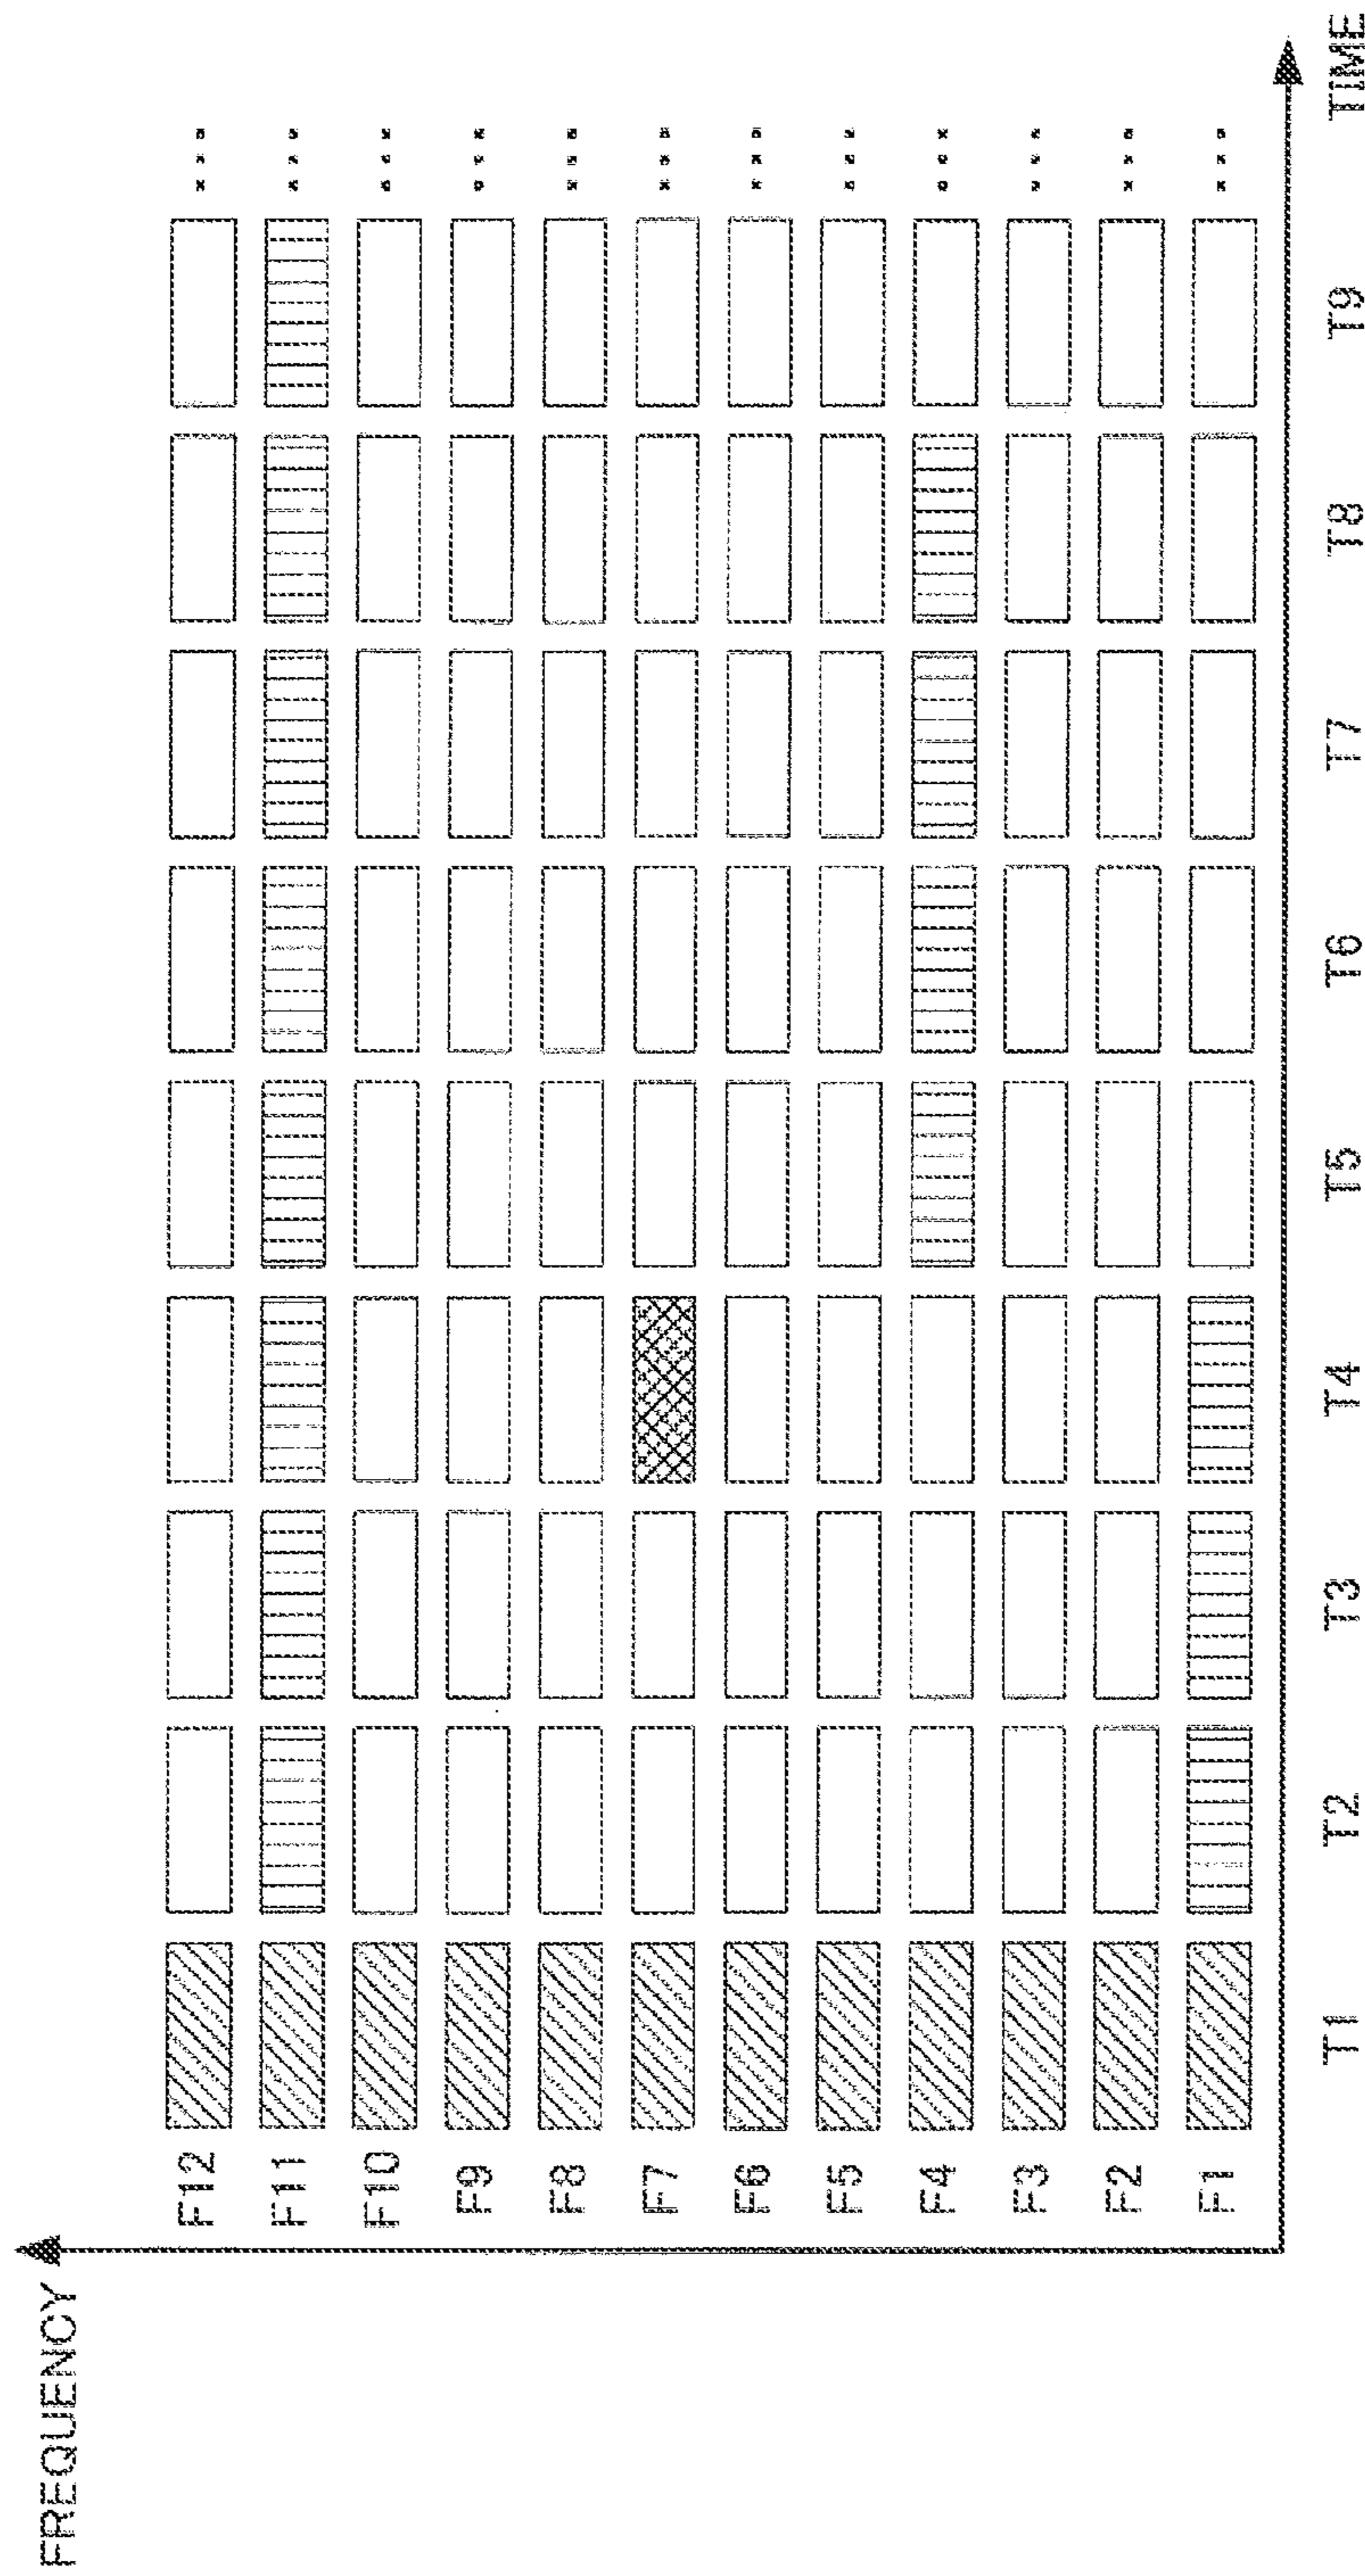 FREQUENCY
F12
F11
F10
F9
F8
F7
F6
F5
F4
F3
F2
F1
T1 T2 T3 T4 T5 T6 T7 T8 T9 TIME